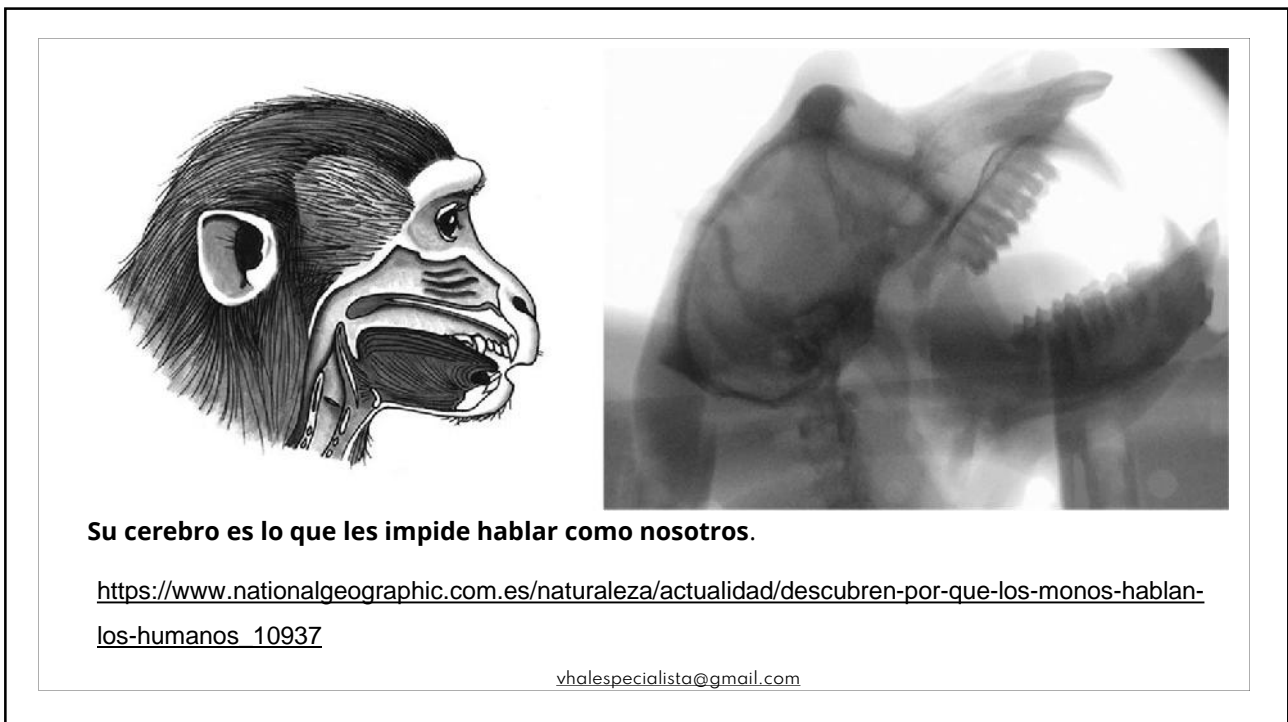 Su cerebro es lo que les impide hablar como nosotros.
https://www.nationalgeographic.com.es/naturaleza/actualidad/descubren-por-que-los-monos-hablan-
los-humanos_10937
vhalespecialista@gmail.com